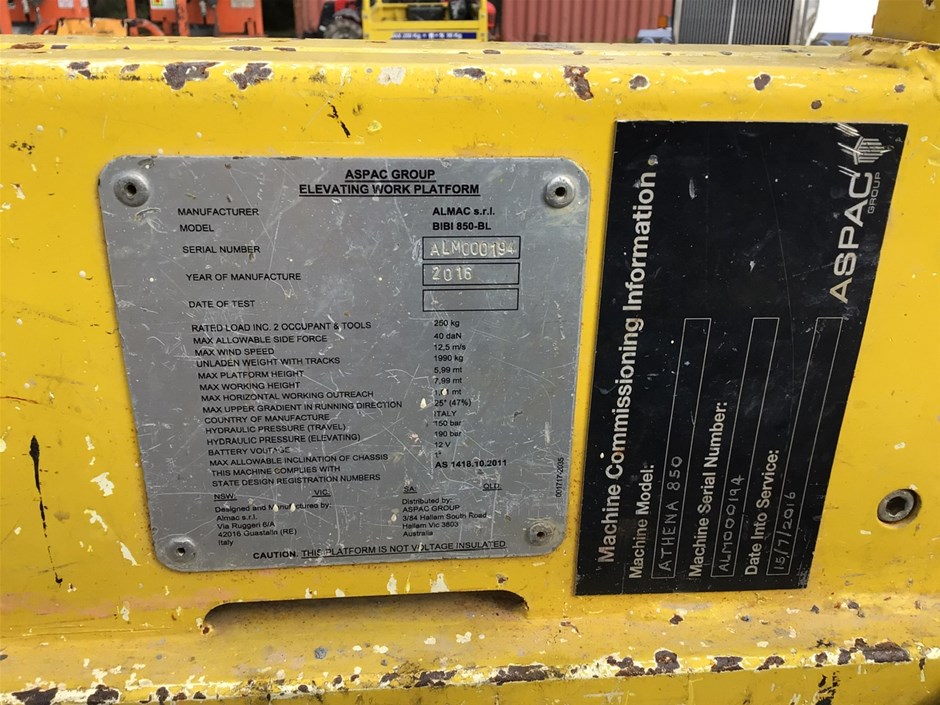 ASPAC GROUP
ELEVATING WORK PLATFORM
MANUFACTURER ALMAC s.r.l.
MODEL BIBI 850-BL
SERIAL NUMBER ALM000194
YEAR OF MANUFACTURE 2016
DATE OF TEST
RATED LOAD INC. 2 OCCUPANT & TOOLS 250 kg
MAX ALLOWABLE SIDE FORCE 40 daN
MAX WIND SPEED 12,5 m/s
UNLADEN WEIGHT WITH TRACKS 1990 kg
MAX PLATFORM HEIGHT 5,99 mt
MAX WORKING HEIGHT 7,99 mt
MAX HORIZONTAL WORKING OUTREACH mt
MAX UPPER GRADIENT IN RUNNING DIRECTION 25° (47%)
COUNTRY OF MANUFACTURE ITALY
HYDRAULIC PRESSURE (TRAVEL) 150 bar
HYDRAULIC PRESSURE (ELEVATING) 190 bar
BATTERY VOLTAGE 12 V
MAX ALLOWABLE INCLINATION OF CHASSIS 1°
THIS MACHINE COMPLIES WITH AS 1418.10.2011
STATE DESIGN REGISTRATION NUMBERS
NSW. VIC. SA: QLD.
Designed and Manufactured by:
Almac s.r.l.
Via Ruggeri 6/A
42016 Guastalla (RE)
Italy
Distributed by:
ASPAC GROUP
3/84 Hallam South Road
Hallam Vic 3803
Australia
CAUTION. THIS PLATFORM IS NOT VOLTAGE INSULATED
ASPAC
GROUP
Machine Commissioning Information
Machine Model:
ATHENA 850
Machine Serial Number:
ALM000194
Date Into Service:
15/7/2016